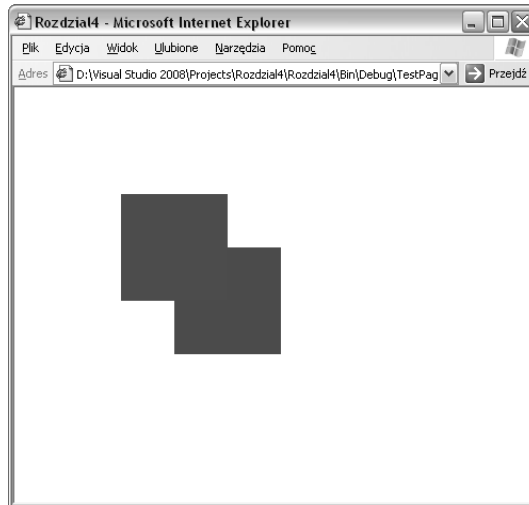 Rozdzial4 - Microsoft Internet Explorer
Plik Edycja Widok Ulubione Narzędzia Pomoc
Adres D:\Visual Studio 2008\Projects\Rozdzial4\Rozdzial4\Bin\Debug\TestPag Przejdź